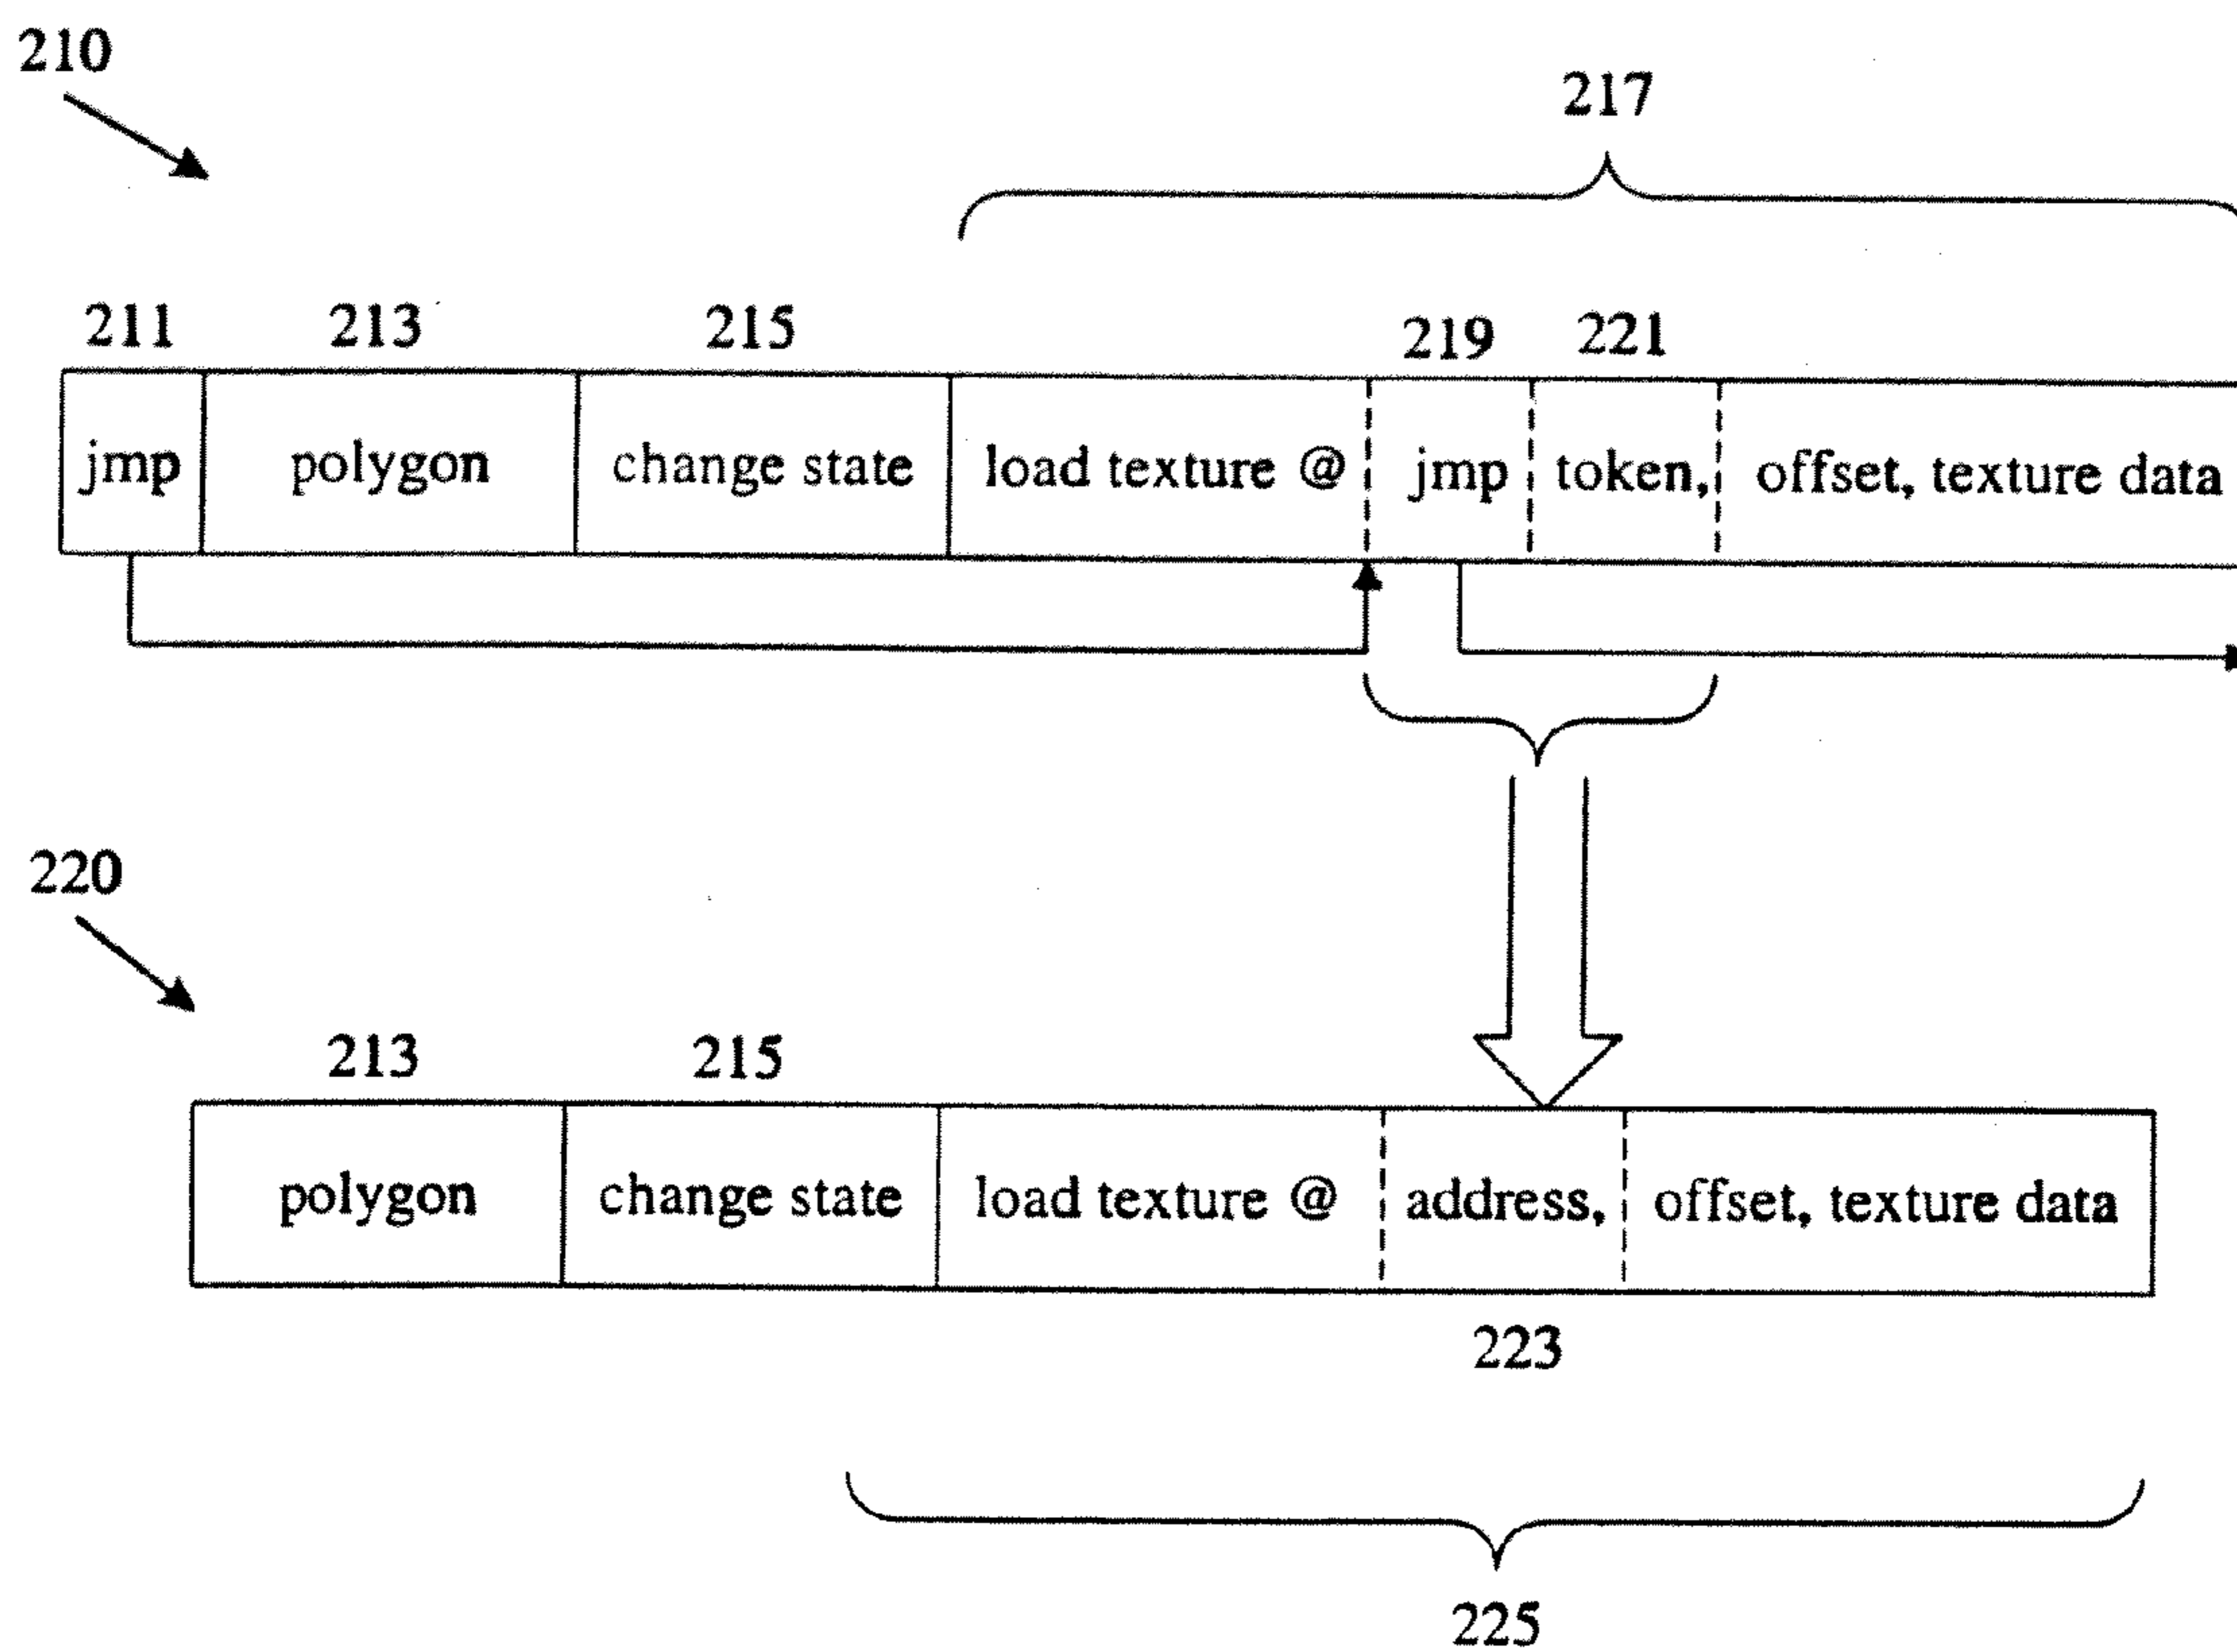 210
217
211 213 215 219 221
jmp polygon change state load texture @ jmp token, offset, texture data
220
213 215
polygon change state load texture @ address, offset, texture data
223
225